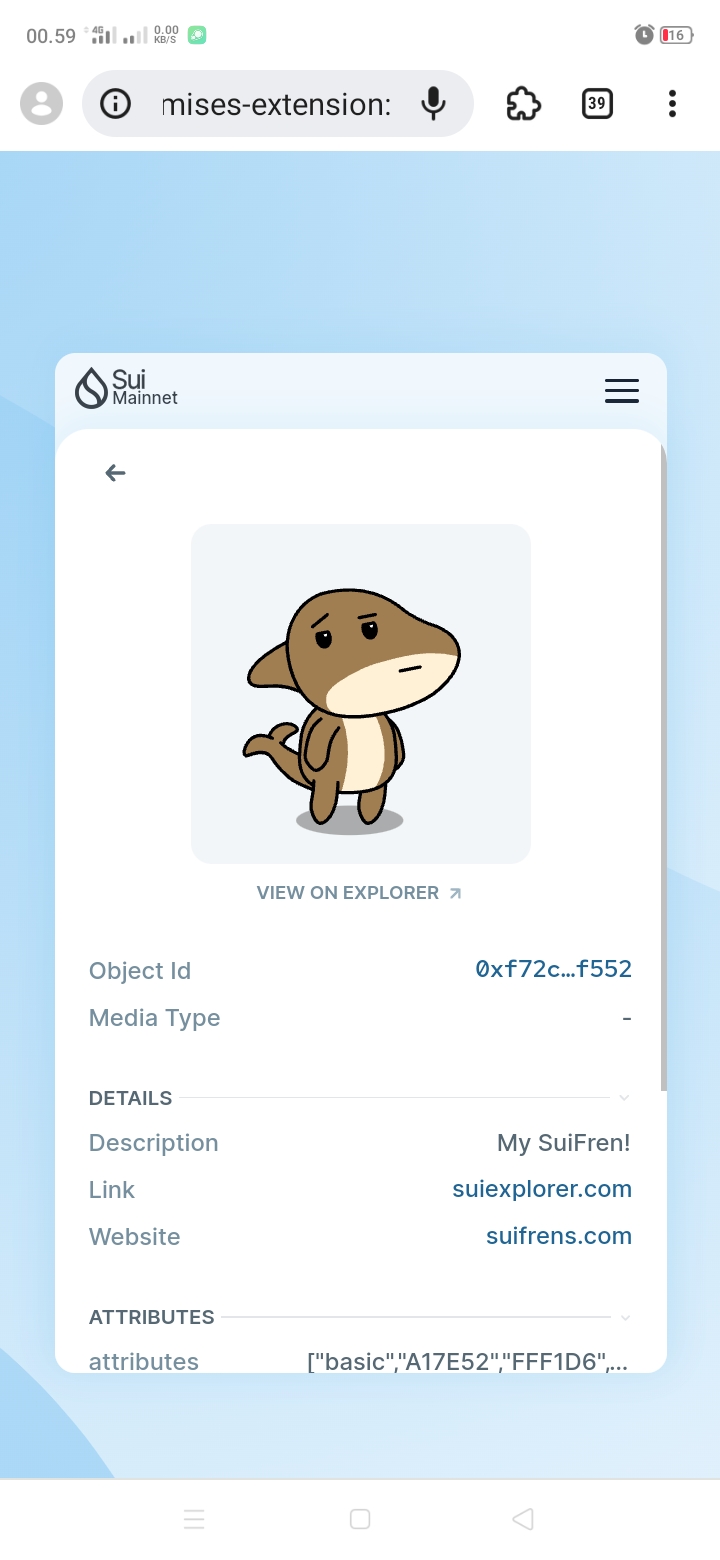 00.59 4G 0.00 KB/S 16
mises-extension: 39
Sui
Mainnet
VIEW ON EXPLORER
Object Id 0xf72c…f552
Media Type -
DETAILS
Description My SuiFren!
Link suiexplorer.com
Website suifrens.com
ATTRIBUTES
attributes ["basic","A17E52","FFF1D6",…